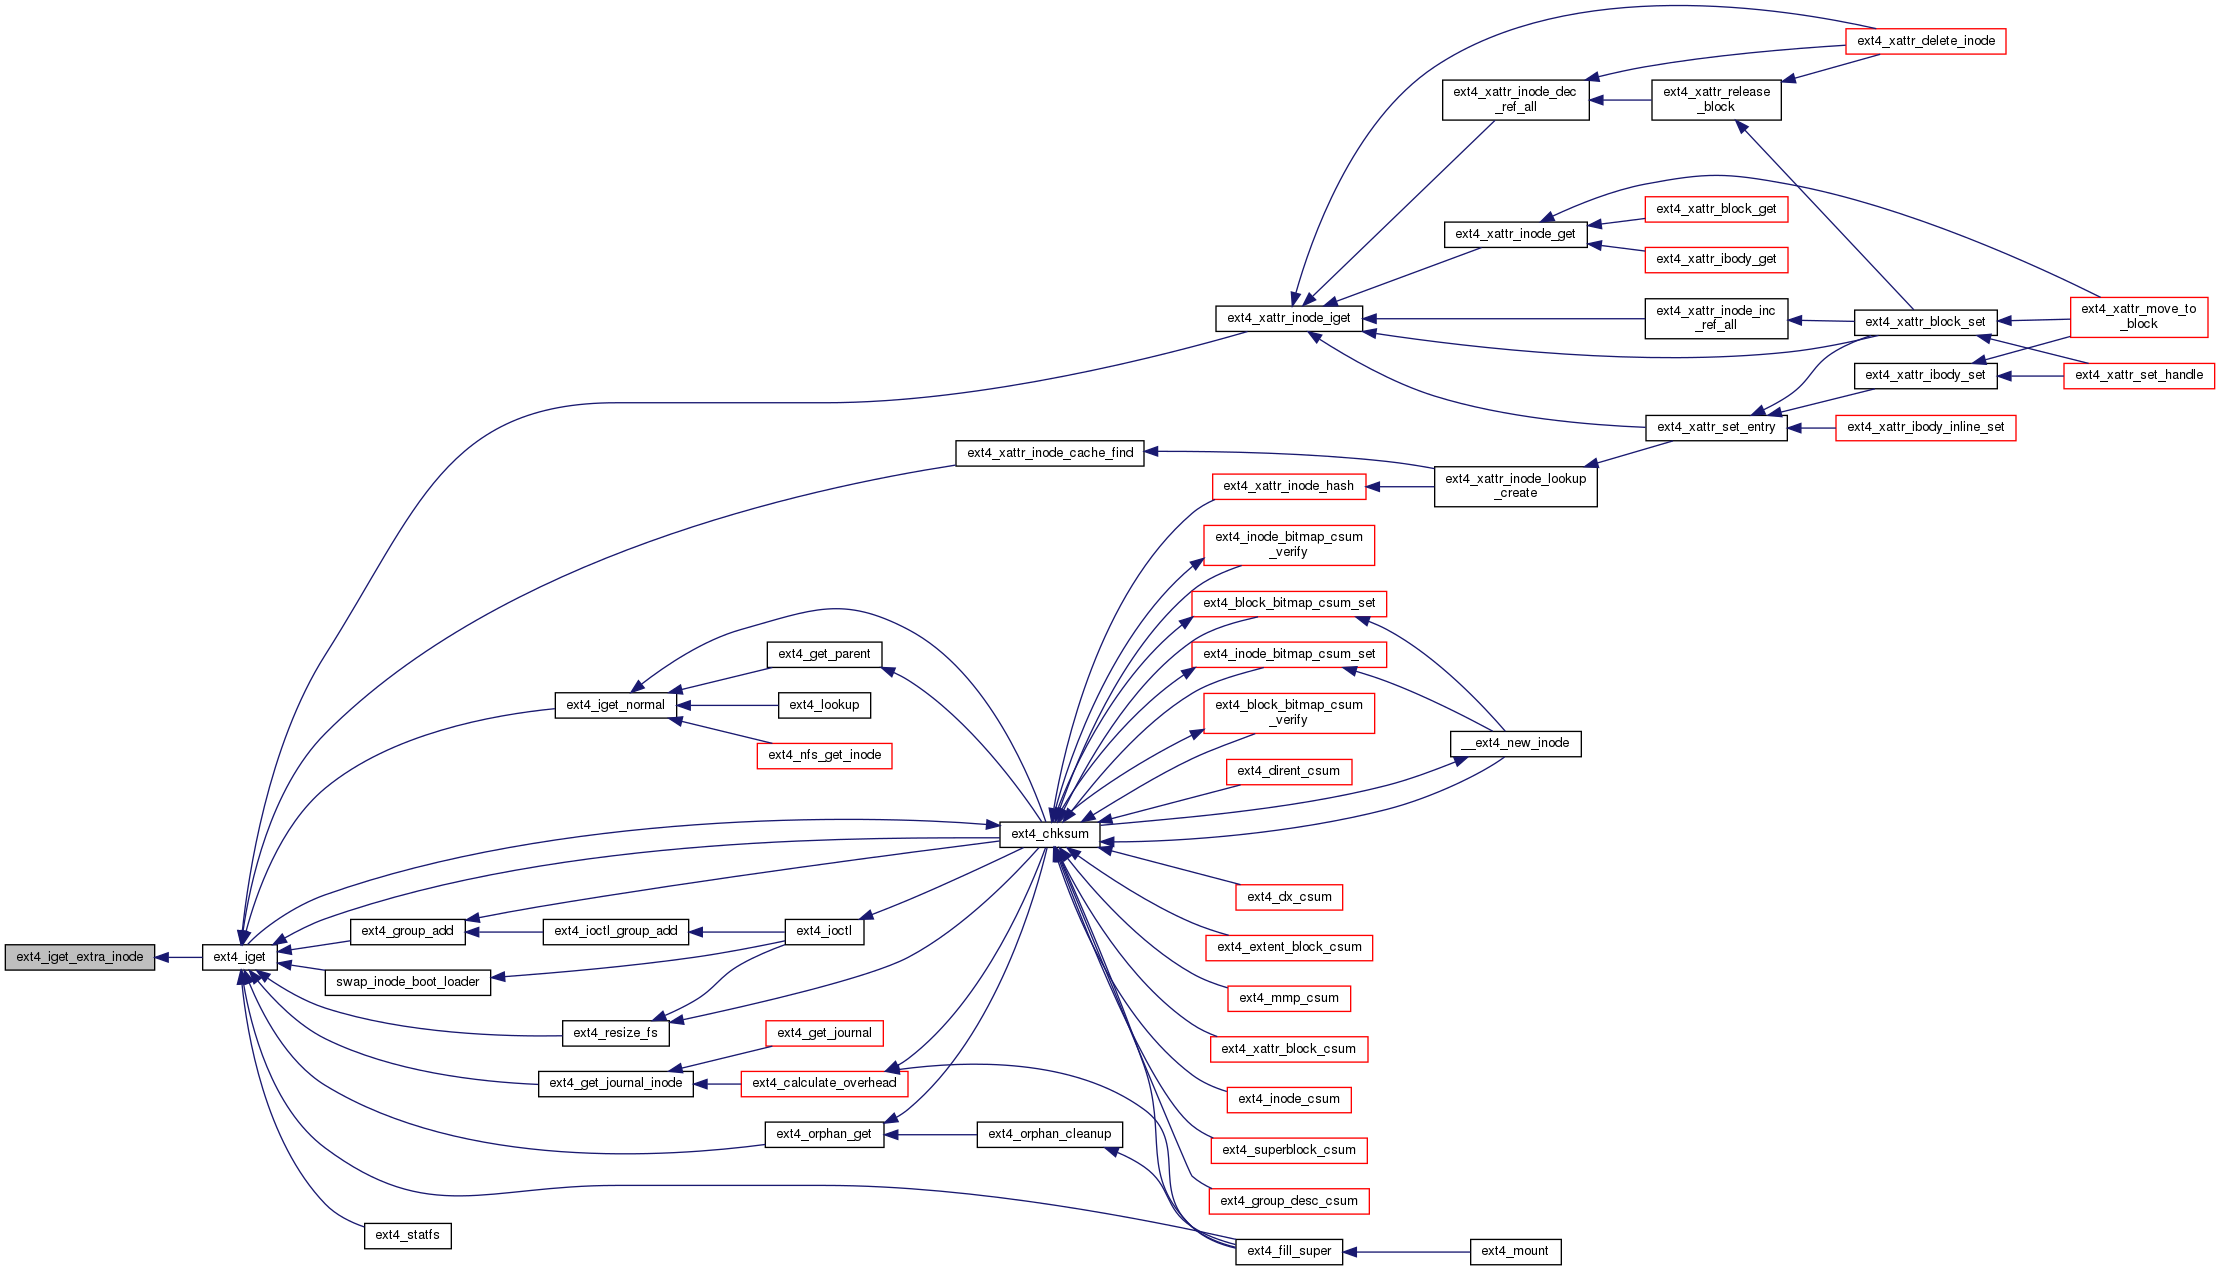 ext4_xattr_delete_inode
ext4_xattr_inode_dec
_ref_all
ext4_xattr_release
_block
ext4_xattr_block_get
ext4_xattr_inode_get
ext4_xattr_ibody_get
ext4_xattr_inode_iget
ext4_xattr_inode_inc
_ref_all
ext4_xattr_block_set
ext4_xattr_move_to
_block
ext4_xattr_ibody_set
ext4_xattr_set_handle
ext4_xattr_set_entry
ext4_xattr_ibody_inline_set
ext4_xattr_inode_cache_find
ext4_xattr_inode_hash
ext4_xattr_inode_lookup
_create
ext4_inode_bitmap_csum
_verify
ext4_block_bitmap_csum_set
ext4_get_parent
ext4_inode_bitmap_csum_set
ext4_iget_normal
ext4_lookup
ext4_block_bitmap_csum
_verify
ext4_nfs_get_inode
__ext4_new_inode
ext4_dirent_csum
ext4_chksum
ext4_dx_csum
ext4_group_add
ext4_ioctl_group_add
ext4_ioctl
ext4_extent_block_csum
ext4_iget_extra_inode
ext4_iget
swap_inode_boot_loader
ext4_mmp_csum
ext4_resize_fs
ext4_get_journal
ext4_xattr_block_csum
ext4_get_journal_inode
ext4_calculate_overhead
ext4_inode_csum
ext4_orphan_get
ext4_orphan_cleanup
ext4_superblock_csum
ext4_group_desc_csum
ext4_statfs
ext4_fill_super
ext4_mount